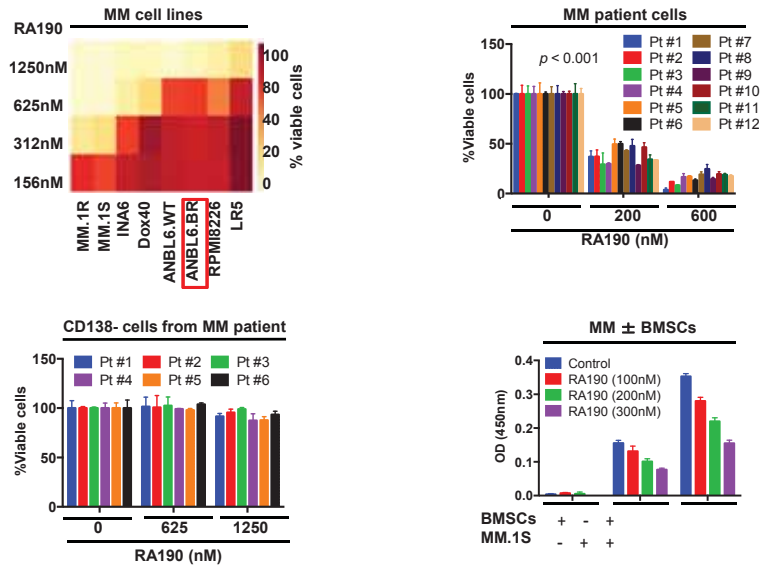 MM cell lines
RA190
1250nM
625nM
312nM
156nM
100
80
60
40
20
0
% viable cells
MM.1R
MM.1S
INA6
Dox40
ANBL6.WT
ANBL6.BR
RPMI8226
LR5
MM patient cells
%Viable cells
150
100
50
0
p < 0.001
Pt #1
Pt #2
Pt #3
Pt #4
Pt #5
Pt #6
Pt #7
Pt #8
Pt #9
Pt #10
Pt #11
Pt #12
0 200 600
RA190 (nM)
CD138- cells from MM patient
%Viable cells
150
100
50
0
Pt #1 Pt #2 Pt #3
Pt #4 Pt #5 Pt #6
0 625 1250
RA190 (nM)
MM ± BMSCs
OD (450nm)
0.4
0.3
0.2
0.1
0.0
Control
RA190 (100nM)
RA190 (200nM)
RA190 (300nM)
BMSCs + - +
MM.1S - + +